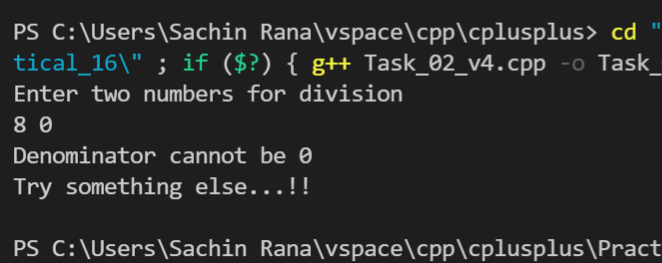 PS C:\Users\Sachin Rana\vspace\cpp\cplusplus> cd "
tical_16\" ; if ($?) { g++ Task_02_v4.cpp -o Task_
Enter two numbers for division
8 0
Denominator cannot be 0
Try something else...!!
PS C:\Users\Sachin Rana\vspace\cpp\cplusplus\Pract